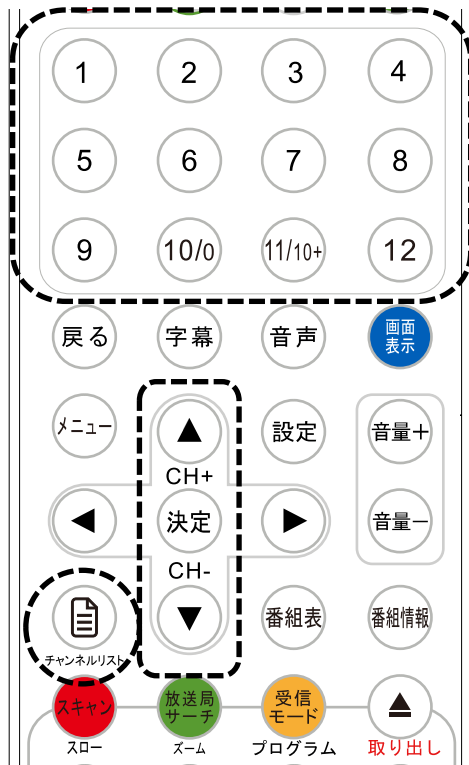 1 2 3 4
5 6 7 8
9 10/0 11/10+ 12
戻る 字幕 音声 画面
表示
メニュー 設定 音量+
CH+
決定 音量−
CH-
番組表 番組情報
チャンネルリスト
スキャン 放送局
サーチ 受信
モード
スロー ズーム プログラム 取り出し